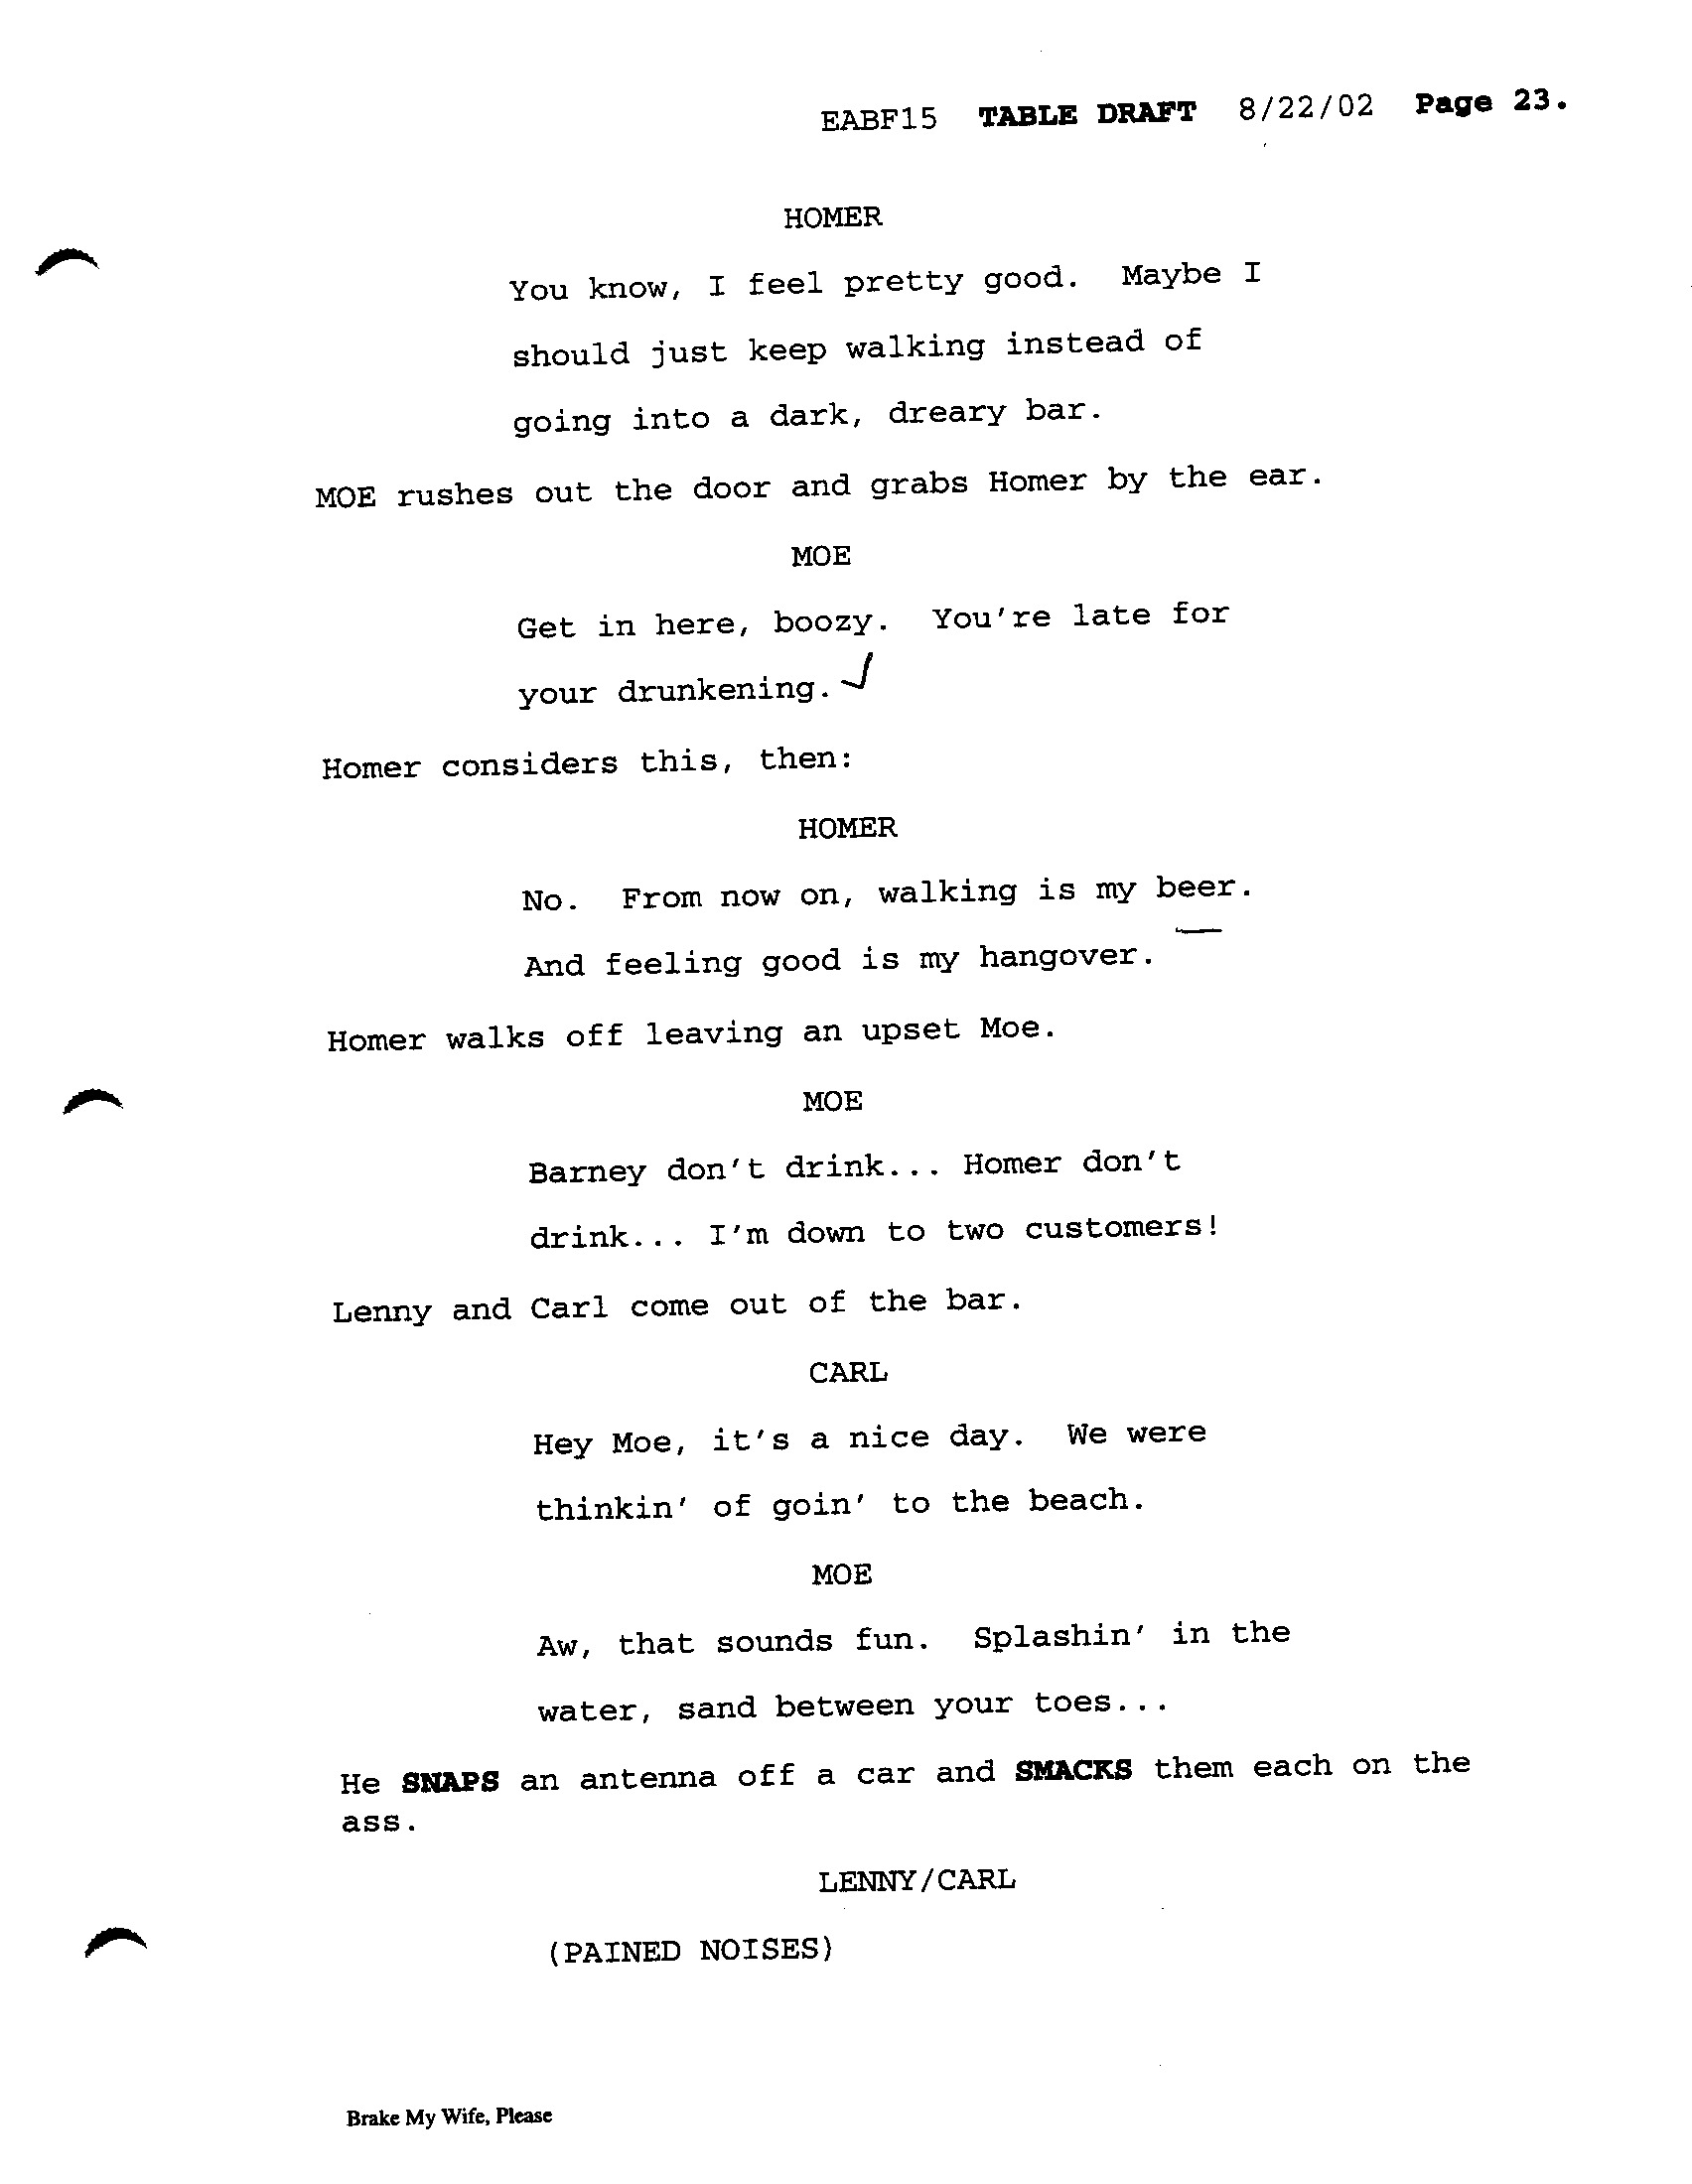 EABF15 TABLE DRAFT 8/22/02 Page 23.
HOMER
You know, I feel pretty good. Maybe I
should just keep walking instead of
going into a dark, dreary bar.
MOE rushes out the door and grabs Homer by the ear.
MOE
Get in here, boozy. You're late for
your drunkening.
Homer considers this, then:
HOMER
No. From now on, walking is my beer.
And feeling good is my hangover.
Homer walks off leaving an upset Moe.
MOE
Barney don't drink... Homer don't
drink... I'm down to two customers!
Lenny and Carl come out of the bar.
CARL
Hey Moe, it's a nice day. We were
thinkin' of goin' to the beach.
MOE
Aw, that sounds fun. Splashin' in the
water, sand between your toes...
He SNAPS an antenna off a car and SMACKS them each on the
ass.
LENNY/CARL
(PAINED NOISES)
Brake My Wife, Please